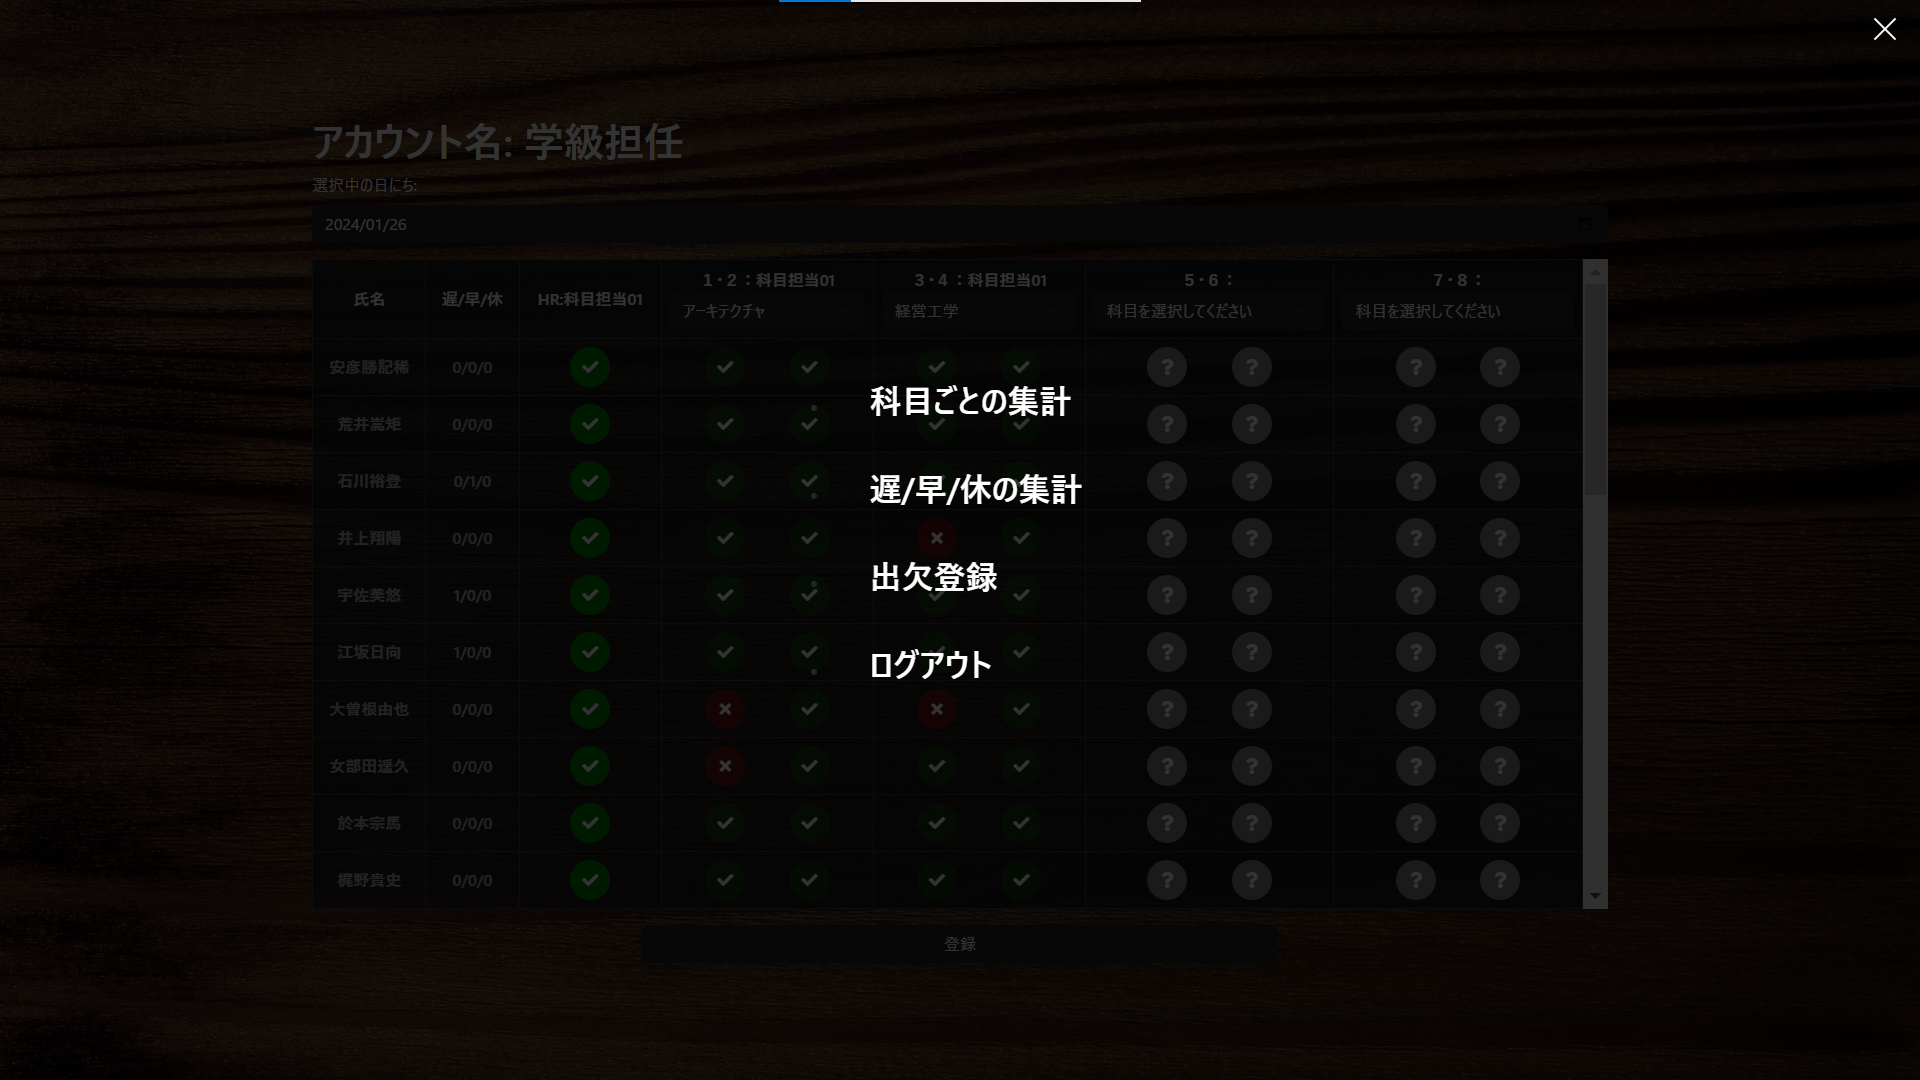 アカウント名: 学級担任
選択中の日にち:
2024/01/26
氏名 遅/早/休 HR:科目担当01 1・2 ：科目担当01 3・4 ：科目担当01 5・6 ： 7・8 ：
アーキテクチャ 経営工学 科目を選択してください 科目を選択してください
安彦勝記稀 0/0/0
科目ごとの集計
荒井嵩矩 0/0/0
石川裕登 0/1/0
遅/早/休の集計
井上翔陽 0/0/0
出欠登録
宇佐美悠 1/0/0
江坂日向 1/0/0
ログアウト
大曽根由也 0/0/0
女部田遥久 0/0/0
於本宗馬 0/0/0
梶野貴史 0/0/0
登録